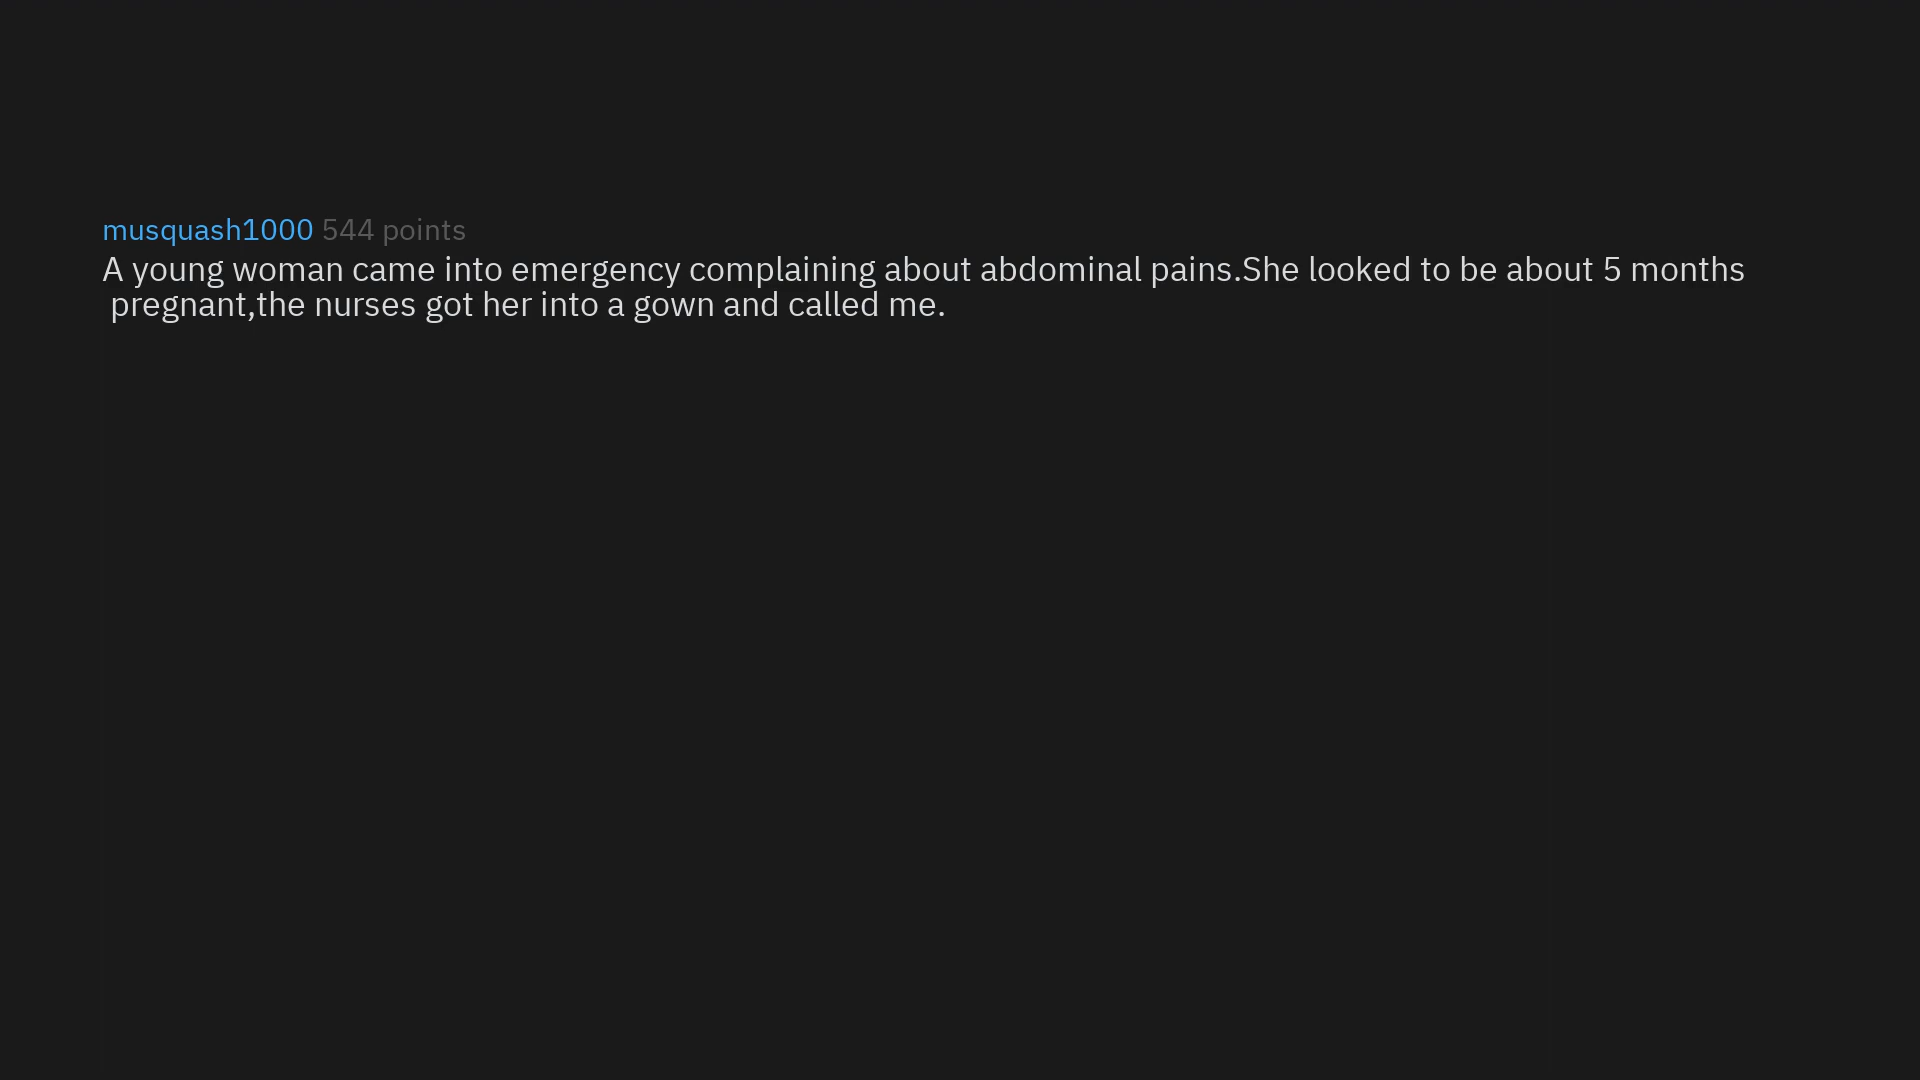 musquash1000 544 points
A young woman came into emergency complaining about abdominal pains.She looked to be about 5 months
pregnant,the nurses got her into a gown and called me.